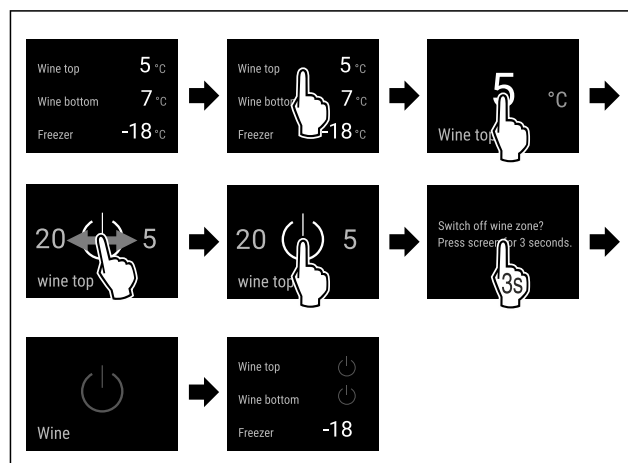 Wine top 5 °C
Wine bottom 7 °C
Freezer -18 °C
Wine top 5 °C
Wine botto 7 °C
Freezer -18 °C
5 °C
Wine top
20 5
wine top
20 5
wine top
Switch off wine zone?
Press screen for 3 seconds.
3s
Wine
Wine top
Wine bottom
Freezer -18